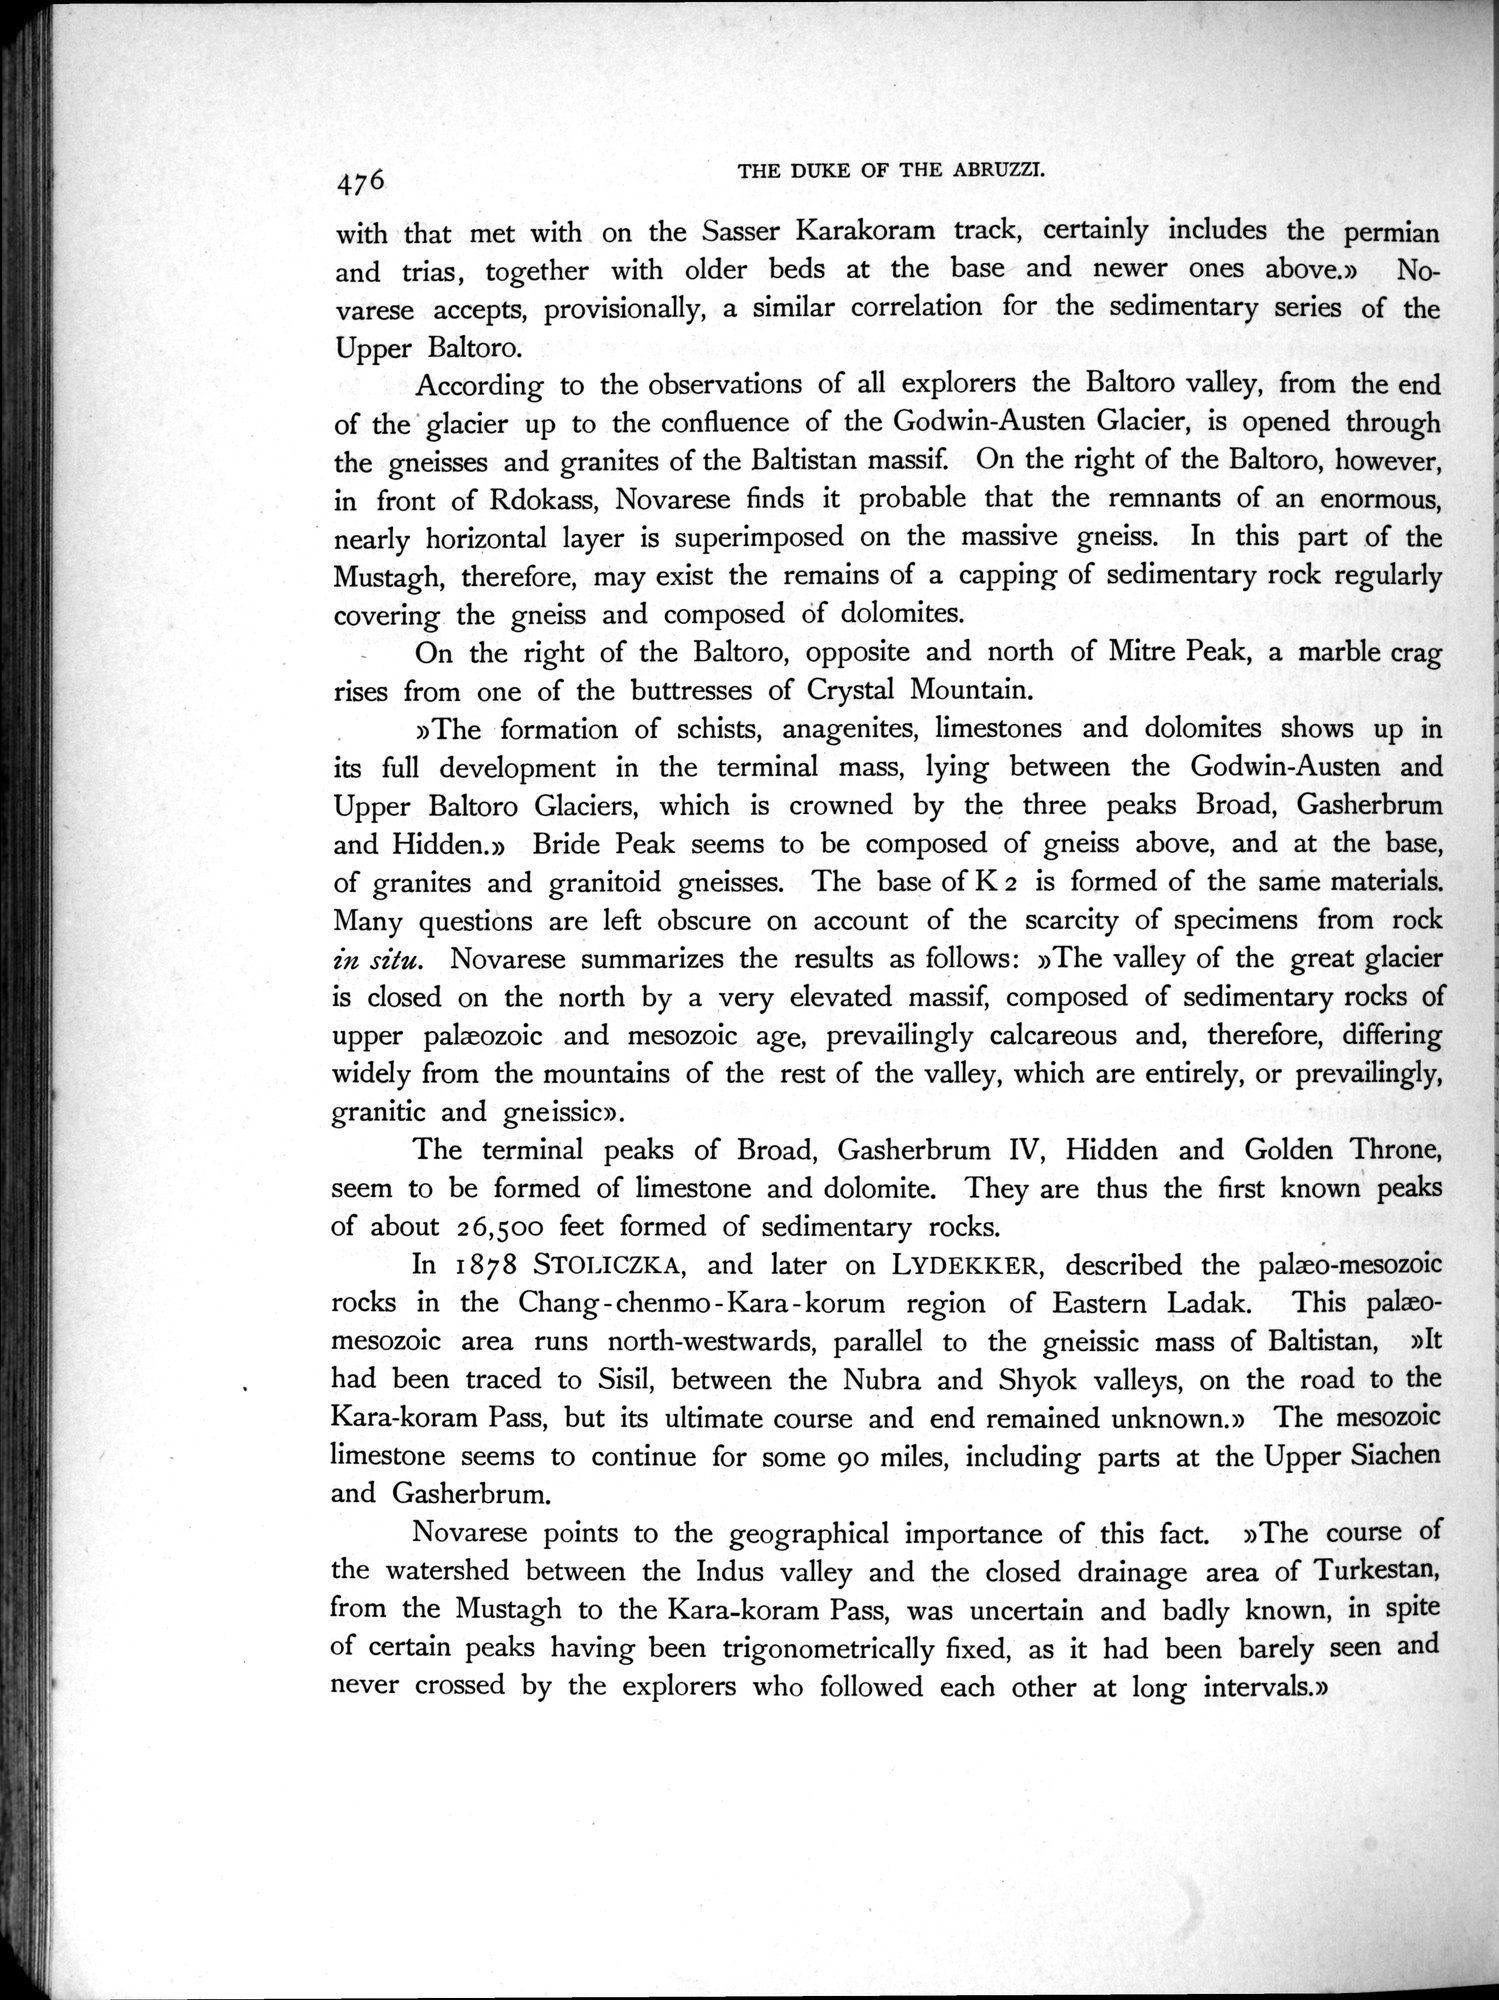 476
THE DUKE OF THE ABRUZZI.
with that met with on the Sasser Karakoram track, certainly includes the permian
and trias, together with older beds at the base and newer ones above.» No-
varese accepts, provisionally, a similar correlation for the sedimentary series of the
Upper Baltoro.
According to the observations of all explorers the Baltoro valley, from the end
of the glacier up to the confluence of the Godwin-Austen Glacier, is opened through
the gneisses and granites of the Baltistan massif. On the right of the Baltoro, however,
in front of Rdokass, Novarese finds it probable that the remnants of an enormous,
nearly horizontal layer is superimposed on the massive gneiss. In this part of the
Mustagh, therefore, may exist the remains of a capping of sedimentary rock regularly
covering the gneiss and composed of dolomites.
On the right of the Baltoro, opposite and north of Mitre Peak, a marble crag
rises from one of the buttresses of Crystal Mountain.
»The formation of schists, anagenites, limestones and dolomites shows up in
its full development in the terminal mass, lying between the Godwin-Austen and
Upper Baltoro Glaciers, which is crowned by the three peaks Broad, Gasherbrum
and Hidden.» Bride Peak seems to be composed of gneiss above, and at the base,
of granites and granitoid gneisses. The base of K 2 is formed of the same materials.
Many questions are left obscure on account of the scarcity of specimens from rock
in situ. Novarese summarizes the results as follows: »The valley of the great glacier
is closed on the north by a very elevated massif, composed of sedimentary rocks of
upper palæozoic and mesozoic age, prevailingly calcareous and, therefore, differing
widely from the mountains of the rest of the valley, which are entirely, or prevailingly,
granitic and gneissic».
The terminal peaks of Broad, Gasherbrum IV, Hidden and Golden Throne,
seem to be formed of limestone and dolomite. They are thus the first known peaks
of about 26,500 feet formed of sedimentary rocks.
In 1878 STOLICZKA, and later on LYDEKKER, described the palæo-mesozoic
rocks in the Chang-chenmo-Kara-korum region of Eastern Ladak. This palæo-
mesozoic area runs north-westwards, parallel to the gneissic mass of Baltistan, »It
had been traced to Sisil, between the Nubra and Shyok valleys, on the road to the
Kara-koram Pass, but its ultimate course and end remained unknown.» The mesozoic
limestone seems to continue for some 90 miles, including parts at the Upper Siachen
and Gasherbrum.
Novarese points to the geographical importance of this fact. »The course of
the watershed between the Indus valley and the closed drainage area of Turkestan,
from the Mustagh to the Kara-koram Pass, was uncertain and badly known, in spite
of certain peaks having been trigonometrically fixed, as it had been barely seen and
never crossed by the explorers who followed each other at long intervals.»